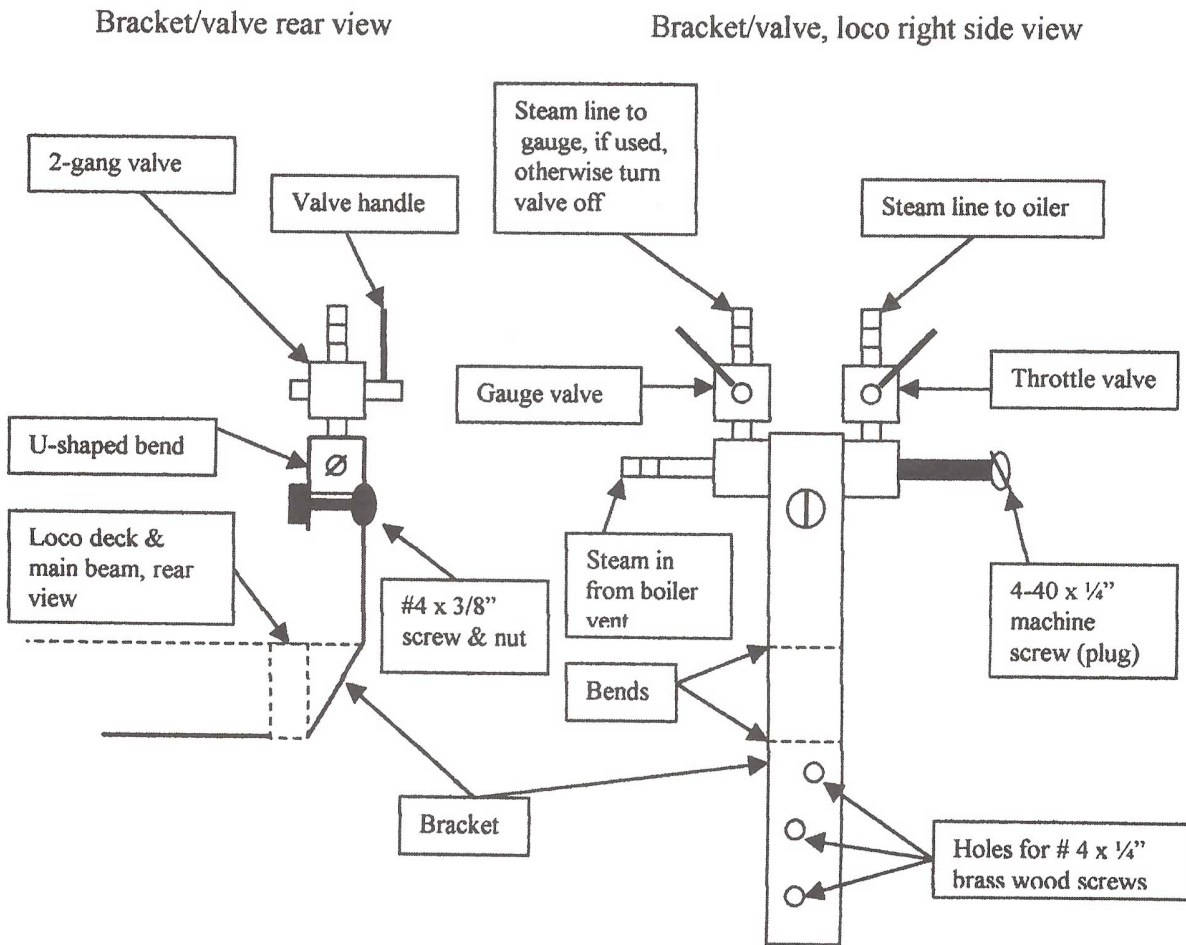 Bracket/valve rear view
Bracket/valve, loco right side view
2-gang valve
Valve handle
Steam line to
gauge, if used,
otherwise turn
valve off
Steam line to oiler
Gauge valve
Throttle valve
U-shaped bend
Loco deck &
main beam, rear
view
#4 x 3/8”
screw & nut
Steam in
from boiler
vent
4-40 x ¼”
machine
screw (plug)
Bends
Bracket
Holes for # 4 x ¼”
brass wood screws